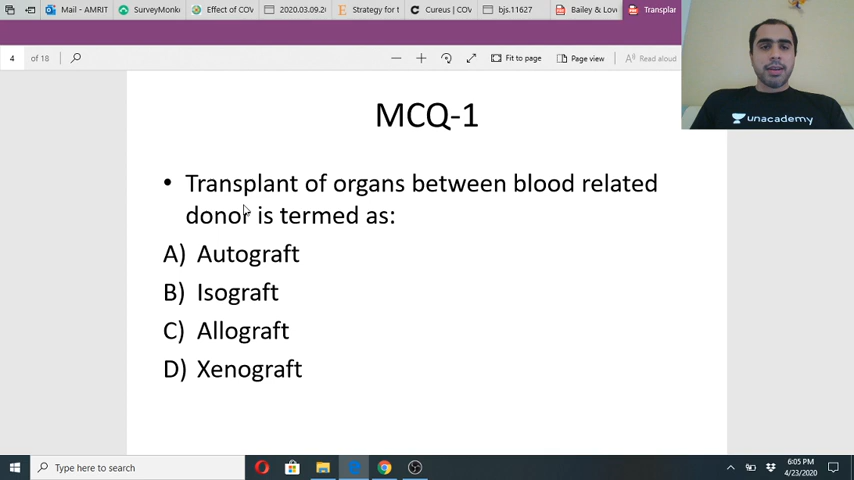 Mail - AMRIT
SurveyMonk
Effect of COV
2020.03.09.2
Strategy for t
Cureus | COV
bjs.11627
Bailey & Love
Transplar
4 of 18
Fit to page
Page view
Read aloud
unacademy
MCQ-1
• Transplant of organs between blood related
donor is termed as:
A) Autograft
B) Isograft
C) Allograft
D) Xenograft
Type here to search
6:05 PM
4/23/2020